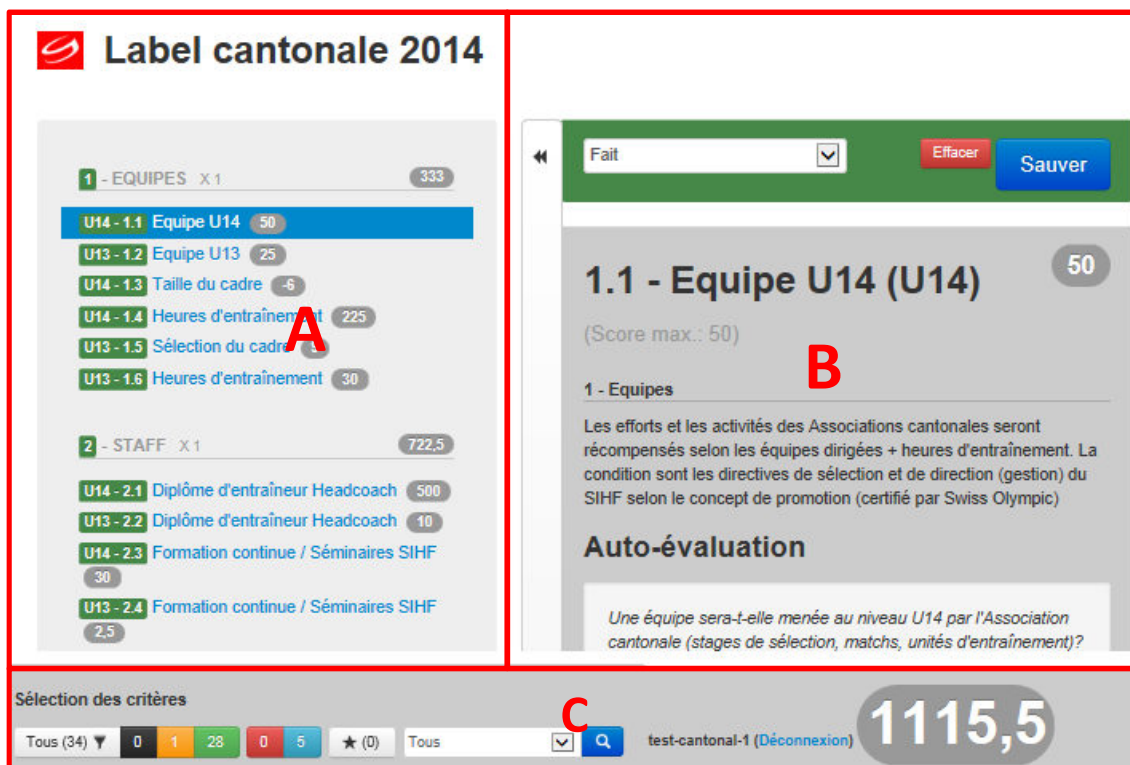 Label cantonale 2014
1 - EQUIPES X 1 333
U14 - 1.1 Equipe U14 50
U13 - 1.2 Equipe U13 25
U14 - 1.3 Taille du cadre -6
U14 - 1.4 Heures d'entraînement 225
U13 - 1.5 Sélection du cadre
U13 - 1.6 Heures d'entraînement 30
A
2 - STAFF X 1 722,5
U14 - 2.1 Diplôme d'entraîneur Headcoach 500
U13 - 2.2 Diplôme d'entraîneur Headcoach 10
U14 - 2.3 Formation continue / Séminaires SIHF
30
U13 - 2.4 Formation continue / Séminaires SIHF
2,5
Fait Effacer Sauver
1.1 - Equipe U14 (U14) 50
(Score max.: 50)
B
1 - Equipes
Les efforts et les activités des Associations cantonales seront
récompensés selon les équipes dirigées + heures d'entraînement. La
condition sont les directives de sélection et de direction (gestion) du
SIHF selon le concept de promotion (certifié par Swiss Olympic)
Auto-évaluation
Une équipe sera-t-elle menée au niveau U14 par l'Association
cantonale (stages de sélection, matchs, unités d'entraînement)?
Sélection des critères
C
Tous (34) 0 1 28 0 5 ★ (0) Tous test-cantonal-1 (Déconnexion) 1115,5